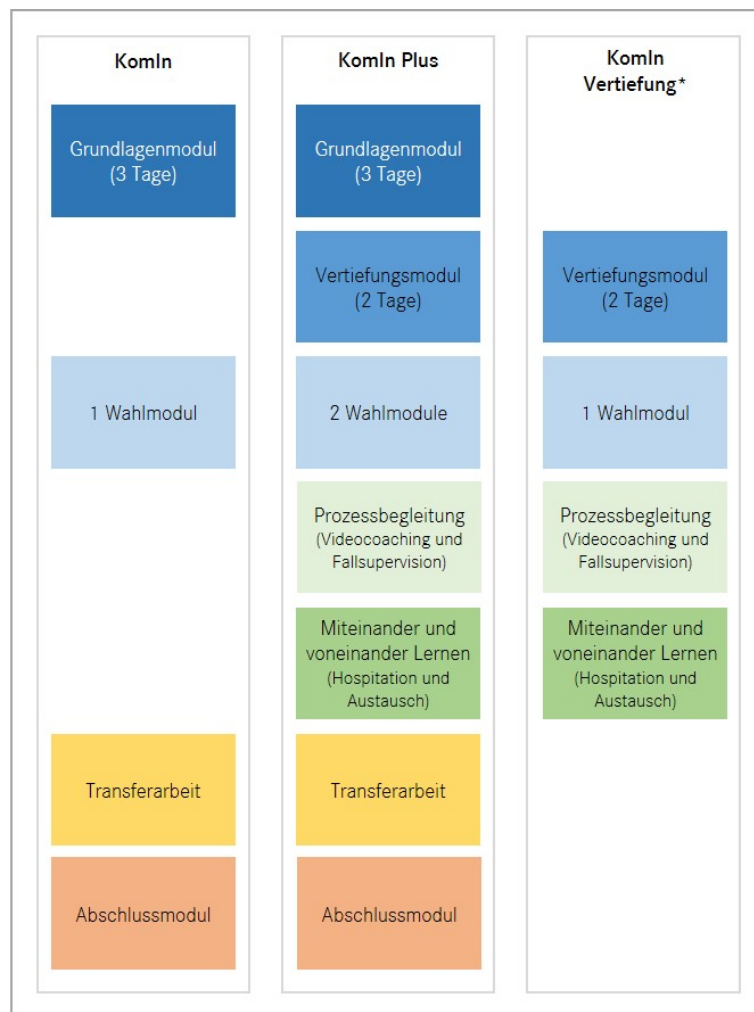 KomIn
Grundlagenmodul
(3 Tage)
1 Wahlmodul
Transferarbeit
Abschlussmodul
KomIn Plus
Grundlagenmodul
(3 Tage)
Vertiefungsmodul
(2 Tage)
2 Wahlmodule
Prozessbegleitung
(Videocoaching und
Fallsupervision)
Miteinander und
voneinander Lernen
(Hospitation und
Austausch)
Transferarbeit
Abschlussmodul
KomIn
Vertiefung*
Vertiefungsmodul
(2 Tage)
1 Wahlmodul
Prozessbegleitung
(Videocoaching und
Fallsupervision)
Miteinander und
voneinander Lernen
(Hospitation und
Austausch)